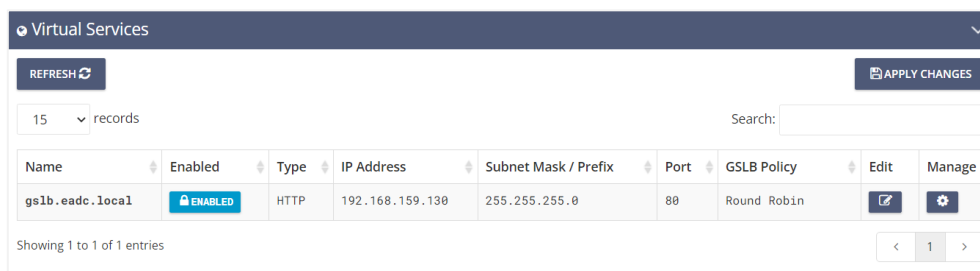 Virtual Services
REFRESH APPLY CHANGES
15 records Search:
Name Enabled Type IP Address Subnet Mask / Prefix Port GSLB Policy Edit Manage
gslb.eadc.local ENABLED HTTP 192.168.159.130 255.255.255.0 80 Round Robin
Showing 1 to 1 of 1 entries < 1 >